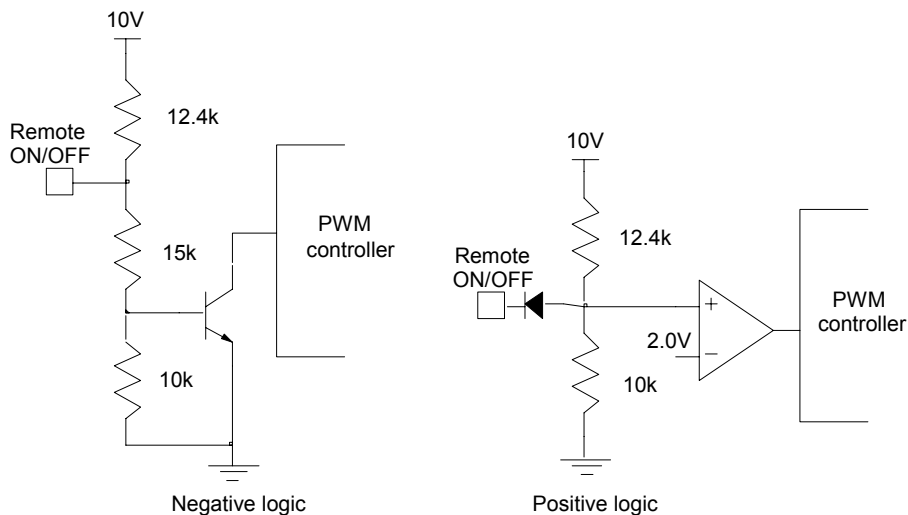 10V
12.4k
Remote
ON/OFF
15k
10k
PWM
controller
Negative logic
10V
12.4k
Remote
ON/OFF
+
2.0V
−
10k
PWM
controller
Positive logic